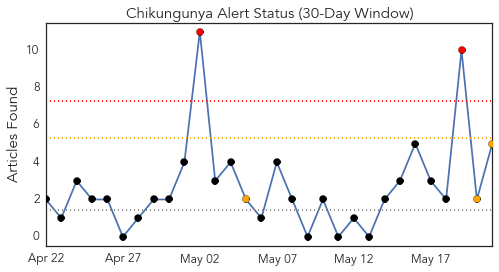 Chikungunya Alert Status (30-Day Window)
Articles Found
10
8
6
4
2
0
Apr 22
Apr 27
May 02
May 07
May 12
May 17